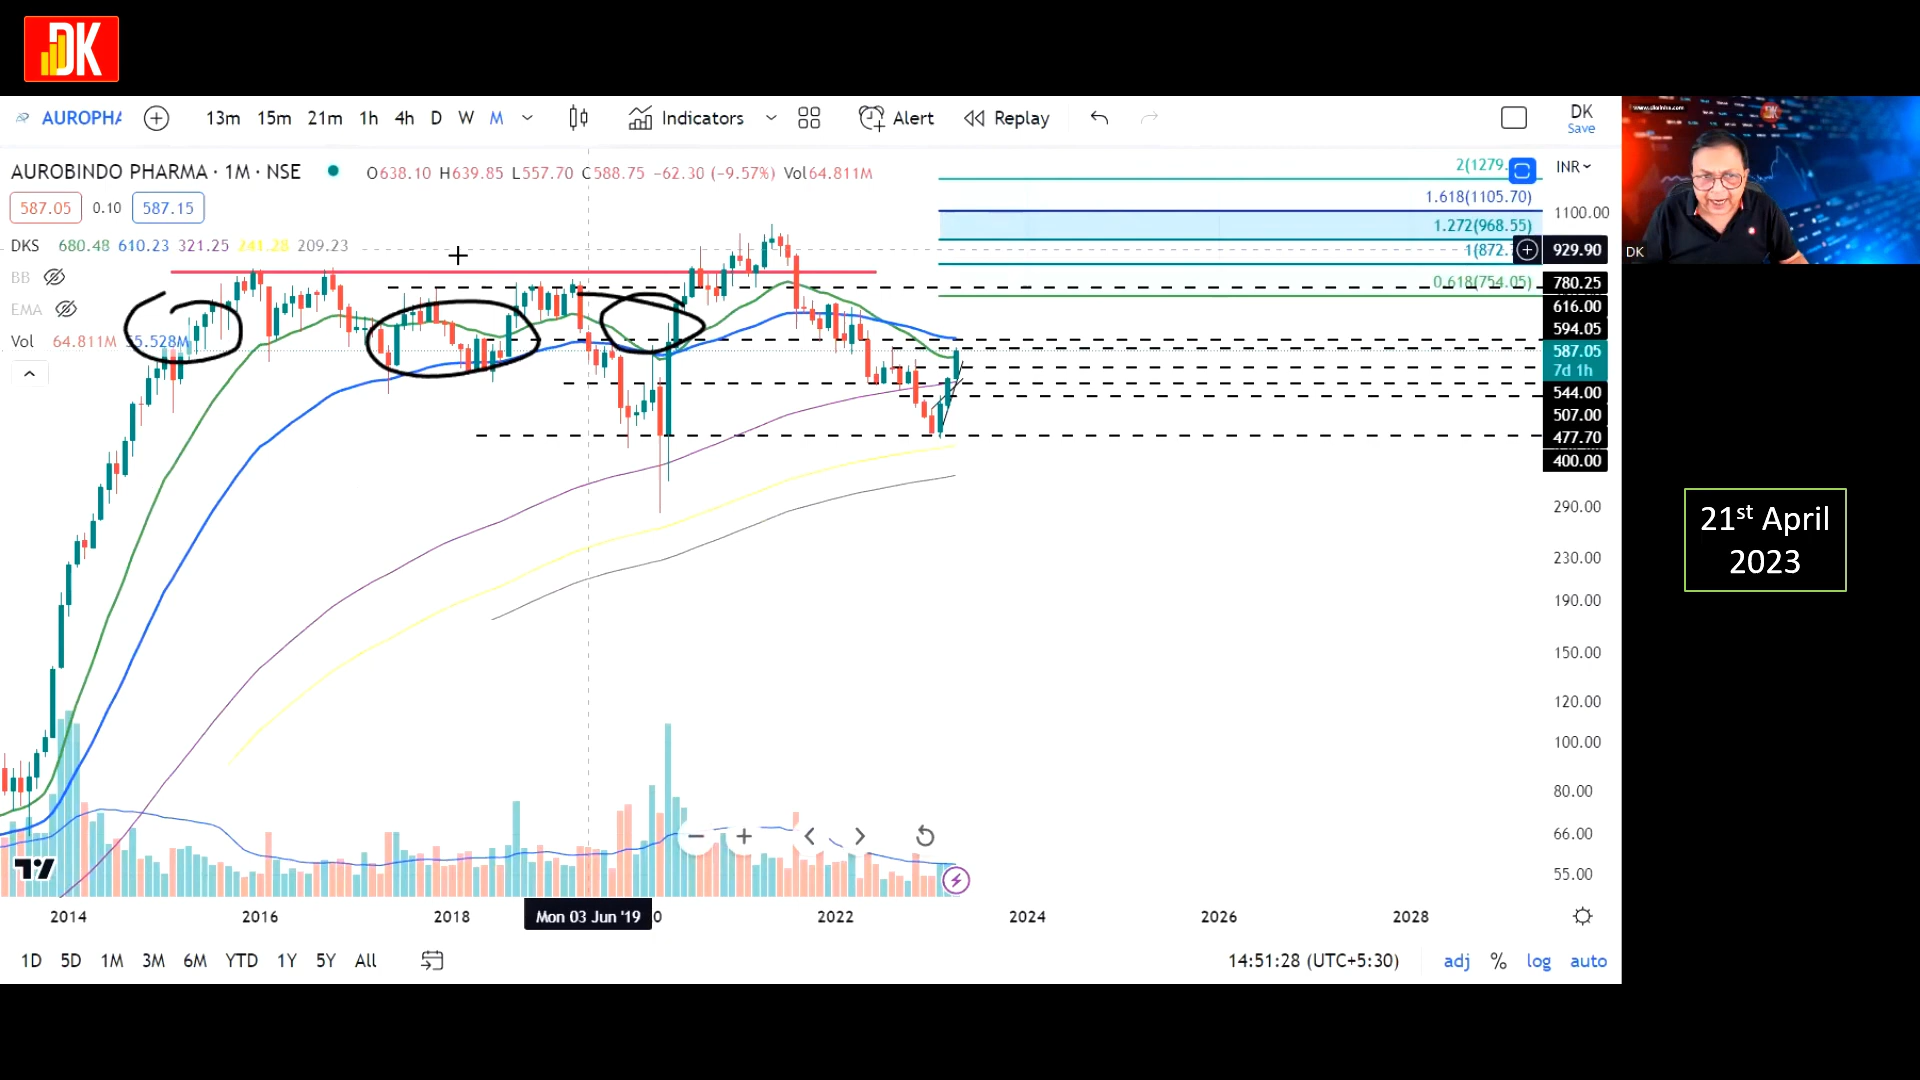 DK
AUROPHA
13m 15m 21m 1h 4h D W M
Indicators
Alert
Replay
DK
Save
AUROBINDO PHARMA · 1M · NSE
O638.10 H639.85 L557.70 C588.75 −62.30 (−9.57%) Vol64.811M
INR
587.05 0.10 587.15
DKS 680.48 610.23 321.25 241.28 209.23
BB
EMA
Vol 64.811M 55.528M
2(1279.
1.618(1105.70)
1.272(968.55)
1(872.
0.618(754.05)
1100.00
929.90
780.25
616.00
594.05
587.05
7d 1h
544.00
507.00
477.70
400.00
290.00
230.00
190.00
150.00
120.00
100.00
80.00
66.00
55.00
2014 2016 2018 Mon 03 Jun '19 0 2022 2024 2026 2028
1D 5D 1M 3M 6M YTD 1Y 5Y All
14:51:28 (UTC+5:30)
adj % log auto
DK
21st April
2023